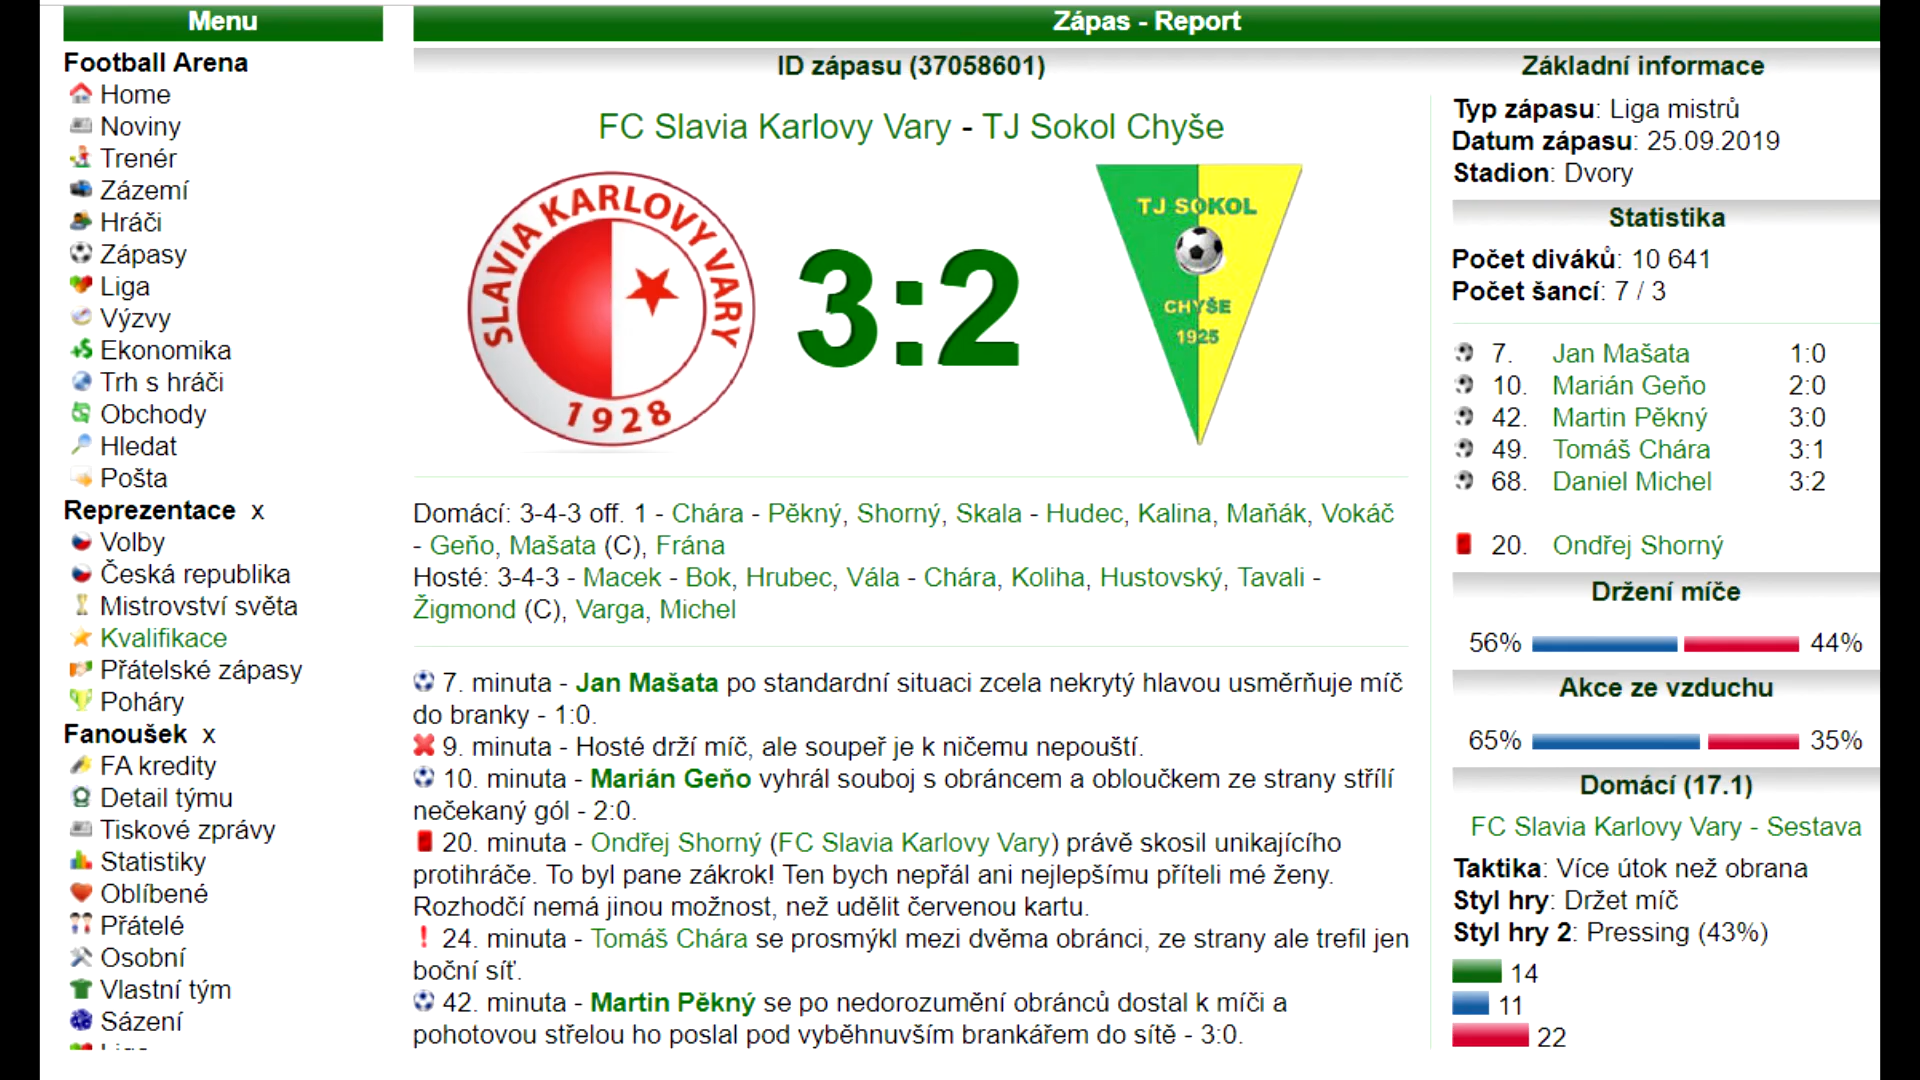 Menu
Football Arena
Home
Noviny
Trenér
Zázemí
Hráči
Zápasy
Liga
Výzvy
Ekonomika
Trh s hráči
Obchody
Hledat
Pošta
Reprezentace x
Volby
Česká republika
Mistrovství světa
Kvalifikace
Přátelské zápasy
Poháry
Fanoušek x
FA kredity
Detail týmu
Tiskové zprávy
Statistiky
Oblíbené
Přátelé
Osobní
Vlastní tým
Sázení
Zápas - Report
ID zápasu (37058601)
FC Slavia Karlovy Vary - TJ Sokol Chyše
SLAVIA KARLOVY VARY
1928
3:2
TJ SOKOL
CHYŠE
1925
Domácí: 3-4-3 off. 1 - Chára - Pěkný, Shorný, Skala - Hudec, Kalina, Maňák, Vokáč
- Geňo, Mašata (C), Frána
Hosté: 3-4-3 - Macek - Bok, Hrubec, Vála - Chára, Koliha, Hustovský, Tavali -
Žigmond (C), Varga, Michel
7. minuta - Jan Mašata po standardní situaci zcela nekrytý hlavou usměrňuje míč
do branky - 1:0.
9. minuta - Hosté drží míč, ale soupeř je k ničemu nepouští.
10. minuta - Marián Geňo vyhrál souboj s obráncem a obloučkem ze strany střílí
nečekaný gól - 2:0.
20. minuta - Ondřej Shorný (FC Slavia Karlovy Vary) právě skosil unikajícího
protihráče. To byl pane zákrok! Ten bych nepřál ani nejlepšímu příteli mé ženy.
Rozhodčí nemá jinou možnost, než udělit červenou kartu.
24. minuta - Tomáš Chára se prosmýkl mezi dvěma obránci, ze strany ale trefil jen
boční síť.
42. minuta - Martin Pěkný se po nedorozumění obránců dostal k míči a
pohotovou střelou ho poslal pod vyběhnuvším brankářem do sítě - 3:0.
Základní informace
Typ zápasu: Liga mistrů
Datum zápasu: 25.09.2019
Stadion: Dvory
Statistika
Počet diváků: 10 641
Počet šancí: 7 / 3
7. Jan Mašata 1:0
10. Marián Geňo 2:0
42. Martin Pěkný 3:0
49. Tomáš Chára 3:1
68. Daniel Michel 3:2
20. Ondřej Shorný
Držení míče
56% 44%
Akce ze vzduchu
65% 35%
Domácí (17.1)
FC Slavia Karlovy Vary - Sestava
Taktika: Více útok než obrana
Styl hry: Držet míč
Styl hry 2: Pressing (43%)
14
11
22